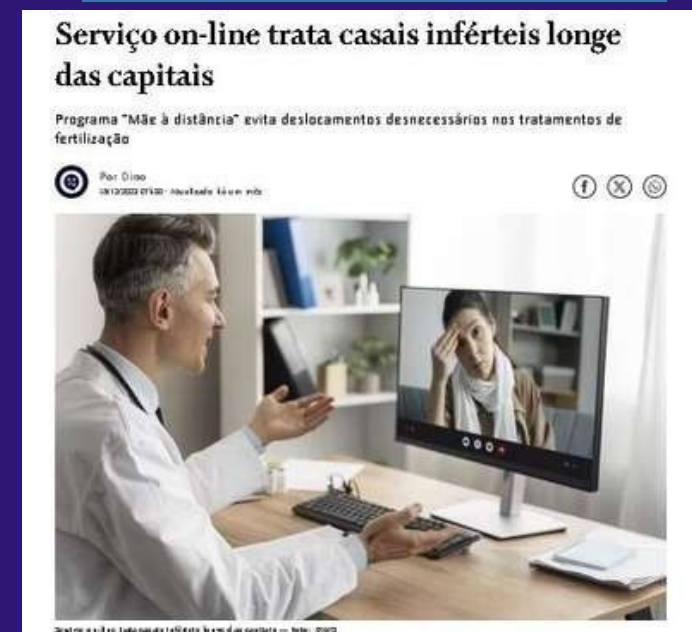 Serviço on-line trata casais inférteis longe
das capitais
Programa "Mãe à distância" evita deslocamentos desnecessários nos tratamentos de
fertilização
Por Dino